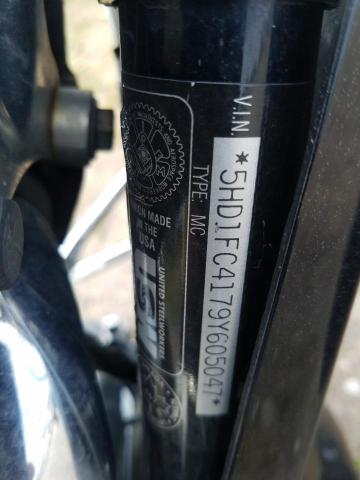 V.I.N.
*5HD1FC4179Y605047*
TYPE: MC
UNION MADE
IN THE
USA
UNITED STEELWORKERS